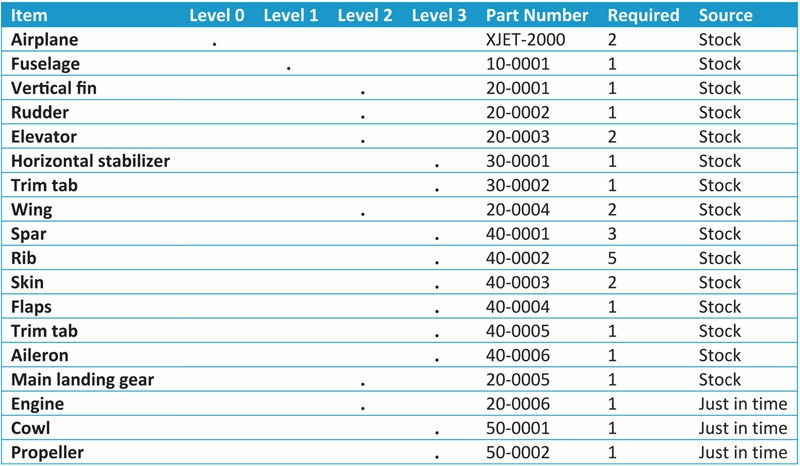 Item Level 0 Level 1 Level 2 Level 3 Part Number Required Source
Airplane . XJET-2000 2 Stock
Fuselage . 10-0001 1 Stock
Vertical fin . 20-0001 1 Stock
Rudder . 20-0002 1 Stock
Elevator . 20-0003 2 Stock
Horizontal stabilizer . 30-0001 1 Stock
Trim tab . 30-0002 1 Stock
Wing . 20-0004 2 Stock
Spar . 40-0001 3 Stock
Rib . 40-0002 5 Stock
Skin . 40-0003 2 Stock
Flaps . 40-0004 1 Stock
Trim tab . 40-0005 1 Stock
Aileron . 40-0006 1 Stock
Main landing gear . 20-0005 1 Stock
Engine . 20-0006 1 Just in time
Cowl . 50-0001 1 Just in time
Propeller . 50-0002 1 Just in time